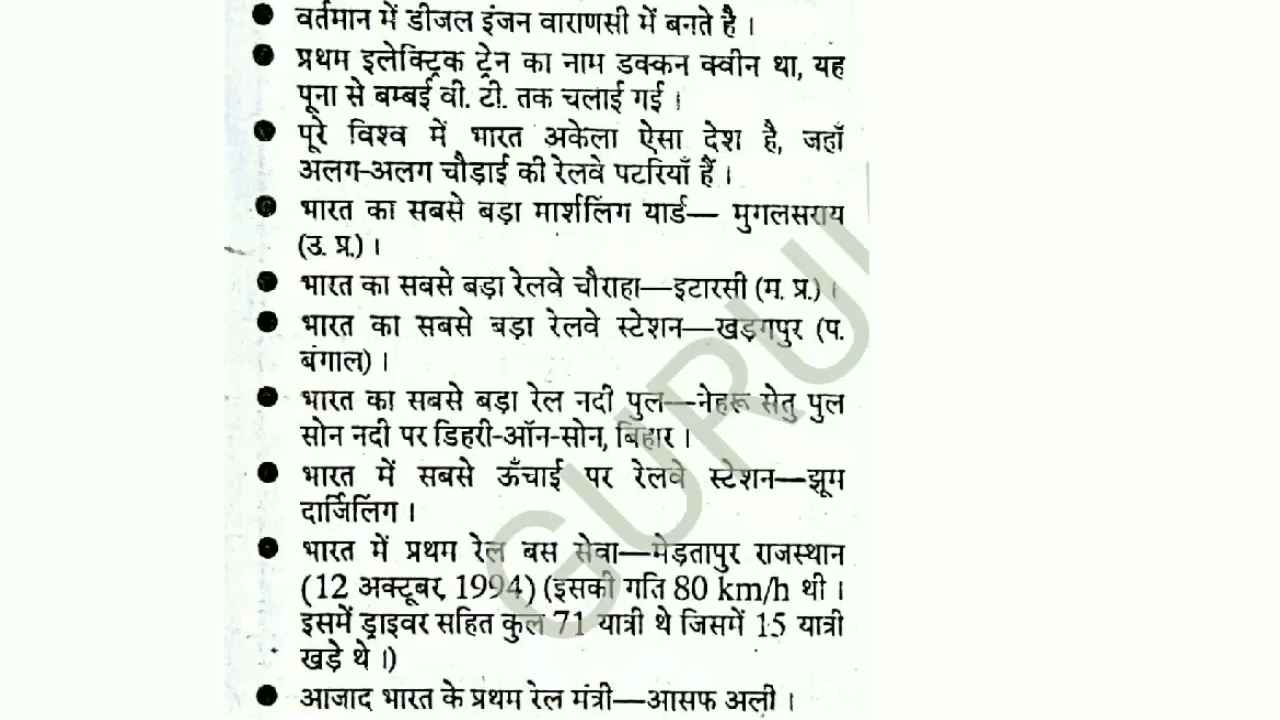 ● वर्तमान में डीजल इंजन वाराणसी में बनते है ।
● प्रथम इलेक्ट्रिक ट्रेन का नाम डक्कन क्वीन था, यह
पूना से बम्बई वी. टी. तक चलाई गई ।
● पूरे विश्व में भारत अकेला ऐसा देश है, जहाँ
अलग-अलग चौड़ाई की रेलवे पटरियाँ हैं ।
● भारत का सबसे बड़ा मार्शलिंग यार्ड— मुगलसराय
(उ. प्र.) ।
● भारत का सबसे बड़ा रेलवे चौराहा—इटारसी (म. प्र.) ।
● भारत का सबसे बड़ा रेलवे स्टेशन—खड़गपुर (प.
बंगाल) ।
● भारत का सबसे बड़ा रेल नदी पुल—नेहरू सेतु पुल
सोन नदी पर डिहरी-ऑन-सोन, बिहार ।
● भारत में सबसे ऊँचाई पर रेलवे स्टेशन—झूम
दार्जिलिंग ।
● भारत में प्रथम रेल बस सेवा—मेड़तापुर राजस्थान
(12 अक्टूबर, 1994) (इसकी गति 80 km/h थी ।
इसमें ड्राइवर सहित कुल 71 यात्री थे जिसमें 15 यात्री
खड़े थे ।)
● आजाद भारत के प्रथम रेल मंत्री—आसफ अली ।
GURU